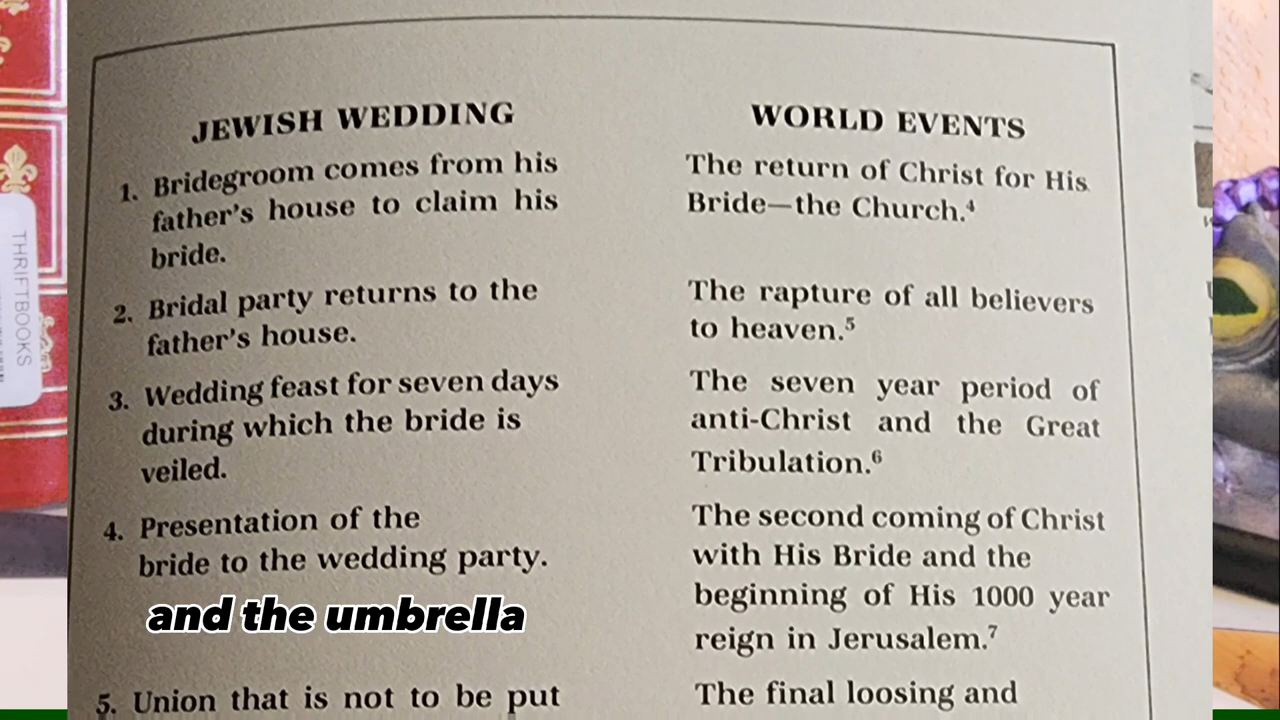 JEWISH WEDDING
1. Bridegroom comes from his
father's house to claim his
bride.
2. Bridal party returns to the
father's house.
3. Wedding feast for seven days
during which the bride is
veiled.
4. Presentation of the
bride to the wedding party.
5. Union that is not to be put
WORLD EVENTS
The return of Christ for His
Bride—the Church.⁴
The rapture of all believers
to heaven.⁵
The seven year period of
anti-Christ and the Great
Tribulation.⁶
The second coming of Christ
with His Bride and the
beginning of His 1000 year
reign in Jerusalem.⁷
The final loosing and
and the umbrella
THRIFTBOOKS